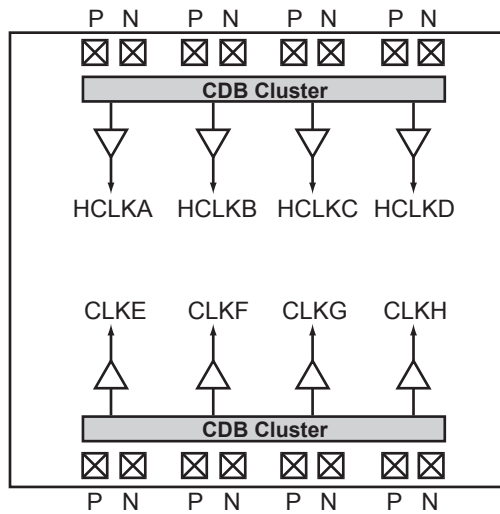 P N P N P N P N
CDB Cluster
HCLKA HCLKB HCLKC HCLKD
CLKE CLKF CLKG CLKH
CDB Cluster
P N P N P N P N